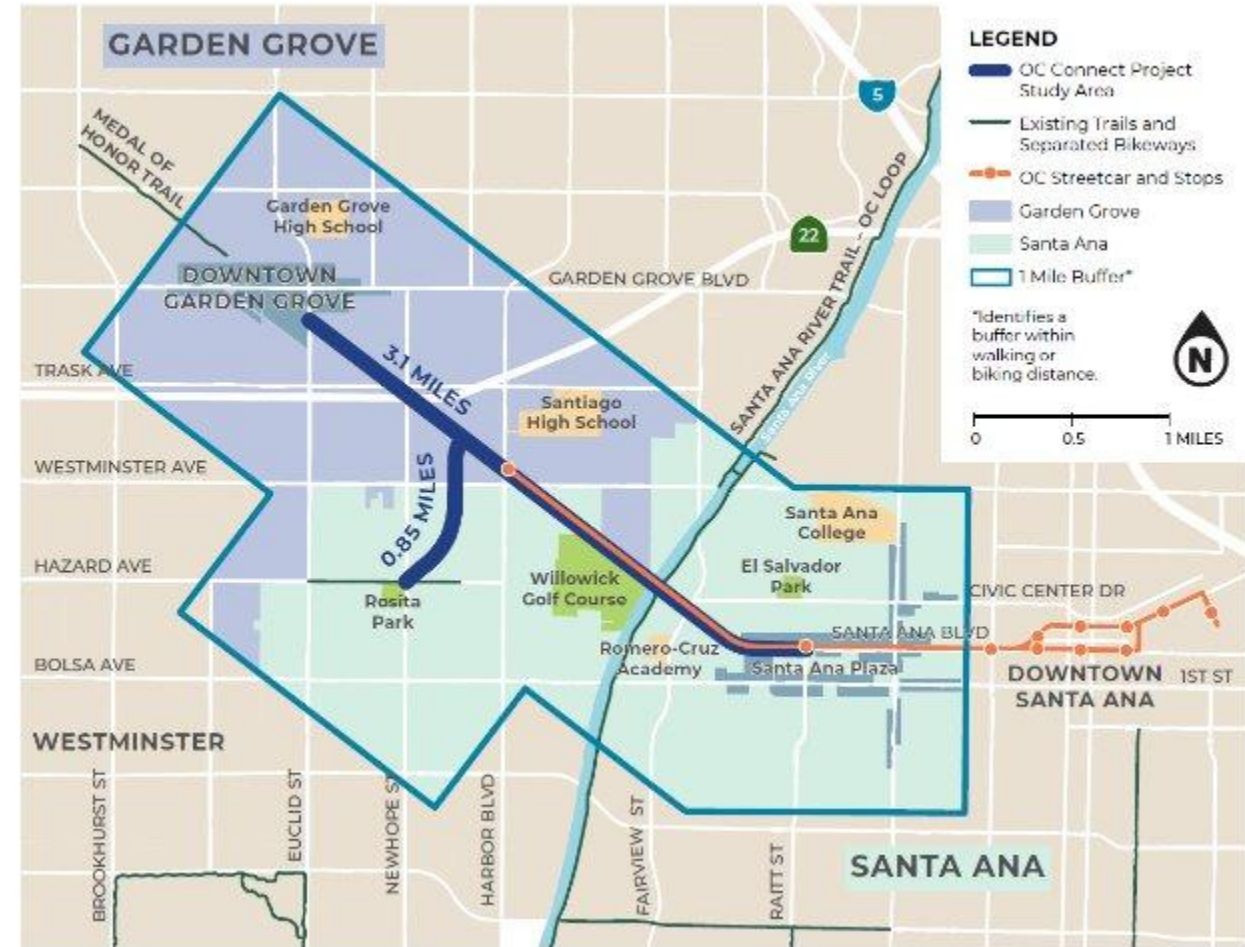 GARDEN GROVE
MEDAL OF
HONOR TRAIL
Garden Grove
High School
DOWNTOWN
GARDEN GROVE
5
22
GARDEN GROVE BLVD
SANTA ANA RIVER TRAIL - OC LOOP
Santa Ana River
TRASK AVE
3.1 MILES
Santiago
High School
WESTMINSTER AVE
0.85 MILES
Santa Ana
College
HAZARD AVE
Rosita
Park
Willowick
Golf Course
El Salvador
Park
CIVIC CENTER DR
SANTA ANA BLVD
Romero-Cruz
Academy
Santa Ana Plaza
BOLSA AVE
DOWNTOWN
SANTA ANA
1ST ST
WESTMINSTER
BROOKHURST ST
EUCLID ST
NEWHOPE ST
HARBOR BLVD
FAIRVIEW ST
RAITT ST
SANTA ANA
LEGEND
OC Connect Project
Study Area
Existing Trails and
Separated Bikeways
OC Streetcar and Stops
Garden Grove
Santa Ana
1 Mile Buffer*
*Identifies a
buffer within
walking or
biking distance.
N
0 0.5 1 MILES